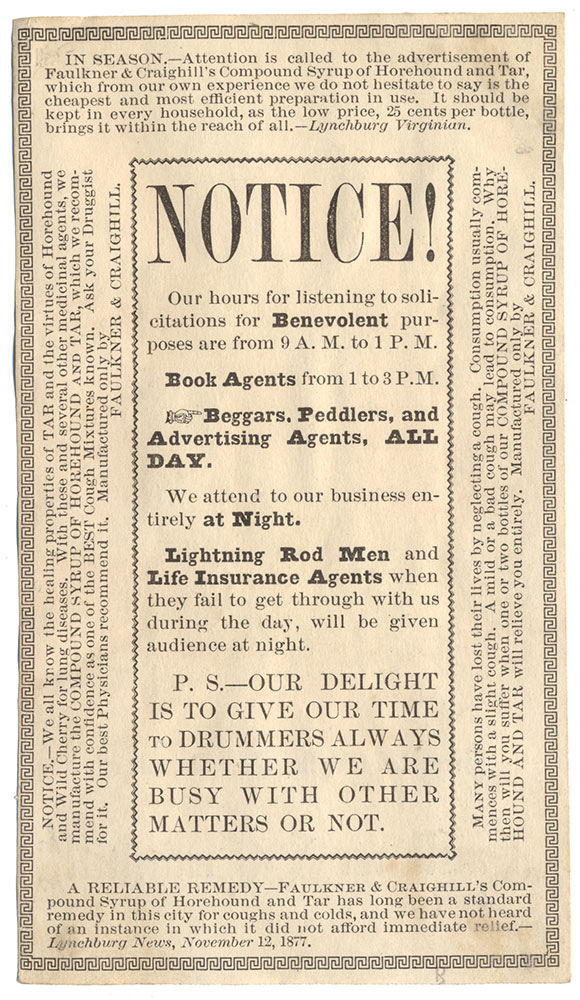 IN SEASON.—Attention is called to the advertisement of
Faulkner & Craighill's Compound Syrup of Horehound and Tar,
which from our own experience we do not hesitate to say is the
cheapest and most efficient preparation in use. It should be
kept in every household, as the low price, 25 cents per bottle,
brings it within the reach of all.—Lynchburg Virginian.
NOTICE.—We all know the healing properties of TAR and the virtues of Horehound
and Wild Cherry for lung diseases. With these and several other medicinal agents, we
manufacture the COMPOUND SYRUP OF HOREHOUND AND TAR, which we recom-
mend with confidence as one of the BEST Cough Mixtures known. Ask your Druggist
for it. Our best Physicians recommend it. Manufactured only by
FAULKNER & CRAIGHILL.
NOTICE!
Our hours for listening to soli-
citations for Benevolent pur-
poses are from 9 A. M. to 1 P. M.
Book Agents from 1 to 3 P.M.
☞Beggars, Peddlers, and
Advertising Agents, ALL
DAY.
We attend to our business en-
tirely at Night.
Lightning Rod Men and
Life Insurance Agents when
they fail to get through with us
during the day, will be given
audience at night.
P. S.—OUR DELIGHT
IS TO GIVE OUR TIME
TO DRUMMERS ALWAYS
WHETHER WE ARE
BUSY WITH OTHER
MATTERS OR NOT.
MANY persons have lost their lives by neglecting a cough. Consumption usually com-
mences with a slight cough. A mild or a bad cough may lead to consumption. Why
then will you suffer when one or two bottles of our COMPOUND SYRUP OF HORE-
HOUND AND TAR will relieve you entirely. Manufactured only by
FAULKNER & CRAIGHILL.
A RELIABLE REMEDY—FAULKNER & CRAIGHILL'S Com-
pound Syrup of Horehound and Tar has long been a standard
remedy in this city for coughs and colds, and we have not heard
of an instance in which it did not afford immediate relief.—
Lynchburg News, November 12, 1877.